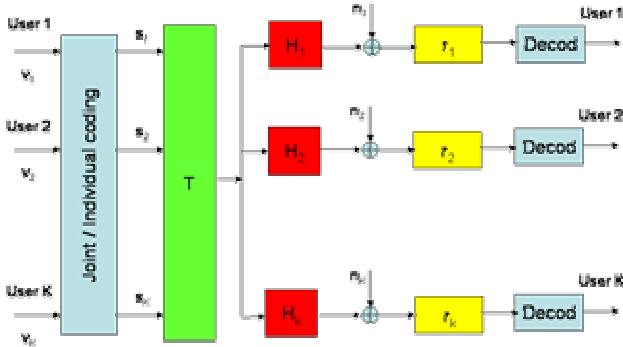 User 1
v1
User 2
v2
User K
vK
Joint / Individual coding
s1
s2
sK
T
H1
n1
r1
Decod
User 1
H2
n2
r2
Decod
User 2
Hk
nK
rk
Decod
User K